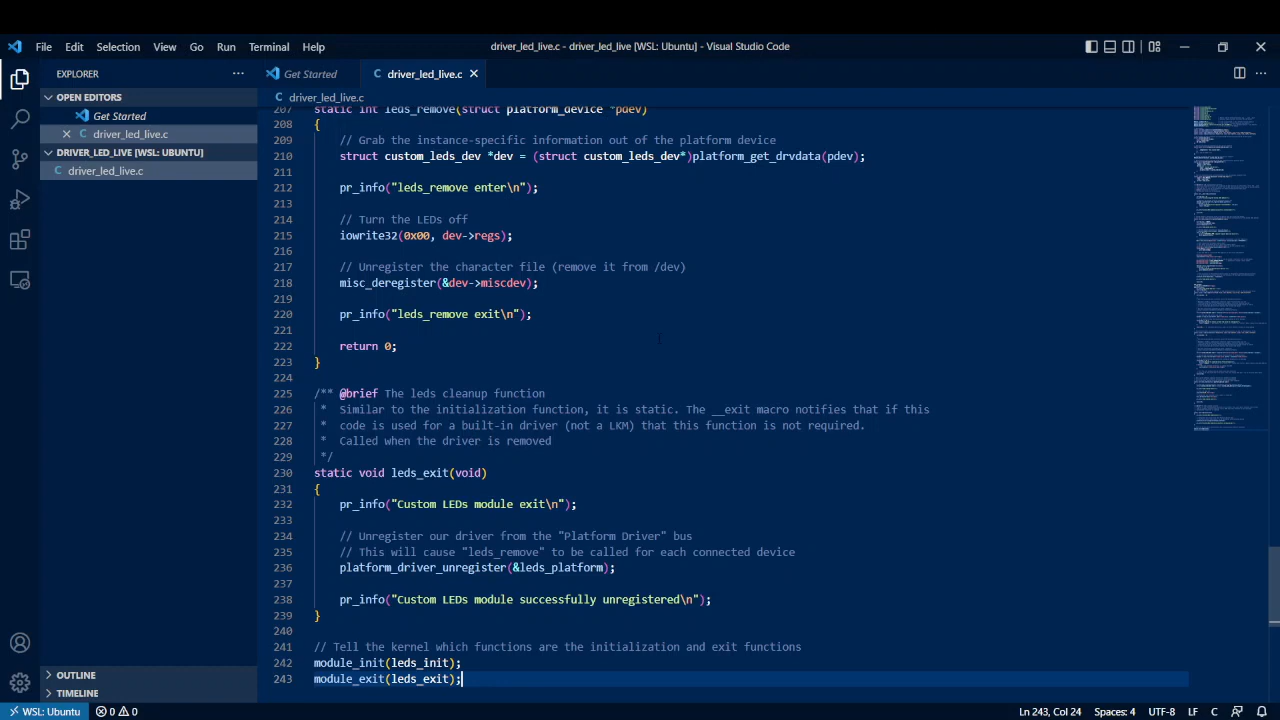 File Edit Selection View Go Run Terminal Help
driver_led_live.c - driver_led_live [WSL: Ubuntu] - Visual Studio Code
EXPLORER
OPEN EDITORS
Get Started
driver_led_live.c
DRIVER_LED_LIVE [WSL: UBUNTU]
driver_led_live.c
OUTLINE
TIMELINE
Get Started
driver_led_live.c
driver_led_live.c
207 static int leds_remove(struct platform_device *pdev)
208 {
Grab the instance- information out of the platform device
210 struct custom_leds_dev = (struct custom_leds_dev*)platform_get_drvdata(pdev);
211
212 pr_info("leds_remove enter\n");
213
214 // Turn the LEDs off
215 iowrite32(0x00, dev->regs);
216
217 // Unregister the character (remove it from /dev)
218 &dev->
219
220 pr_info("leds_remove exit\n");
221
222 return 0;
223 }
224
225 /** @brief The leds cleanup function
226 * Similar to the initialization function, it is static. The __exit macro notifies that if this
227 * code is used for a built-in driver (not a LKM) that this function is not required.
228 * Called when the driver is removed
229 */
230 static void leds_exit(void)
231 {
232 pr_info("Custom LEDs module exit\n");
233
234 // Unregister our driver from the "Platform Driver" bus
235 // This will cause "leds_remove" to be called for each connected device
236 platform_driver_unregister(&leds_platform);
237
238 pr_info("Custom LEDs module successfully unregistered\n");
239 }
240
241 // Tell the kernel which functions are the initialization and exit functions
242 module_init(leds_init);
243 module_exit(leds_exit);
WSL: Ubuntu 0 0 Ln 243, Col 24 Spaces: 4 UTF-8 LF C